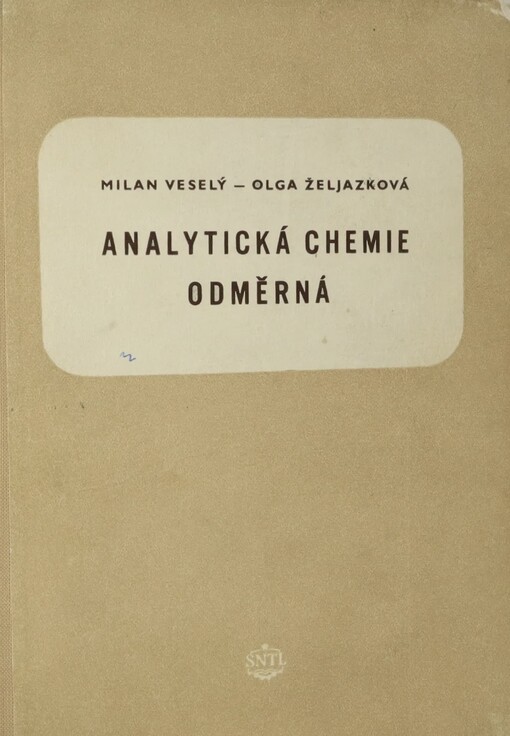 MILAN VESELÝ – OLGA ŽELJAZKOVÁ
ANALYTICKÁ CHEMIE
ODMĚRNÁ
SNTL